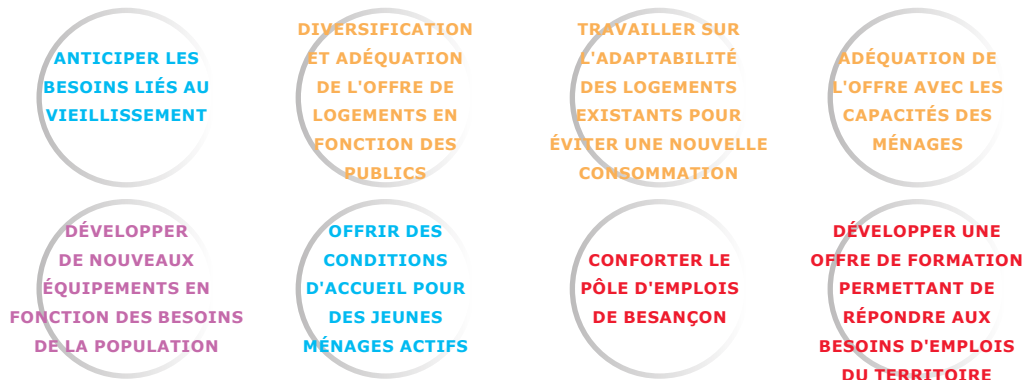 ANTICIPER LES
BESOINS LIÉS AU
VIEILLISSEMENT
DIVERSIFICATION
ET ADÉQUATION
DE L'OFFRE DE
LOGEMENTS EN
FONCTION DES
PUBLICS
TRAVAILLER SUR
L'ADAPTABILITÉ
DES LOGEMENTS
EXISTANTS POUR
ÉVITER UNE NOUVELLE
CONSOMMATION
ADÉQUATION DE
L'OFFRE AVEC LES
CAPACITÉS DES
MÉNAGES
DÉVELOPPER
DE NOUVEAUX
ÉQUIPEMENTS EN
FONCTION DES BESOINS
DE LA POPULATION
OFFRIR DES
CONDITIONS
D'ACCUEIL POUR
DES JEUNES
MÉNAGES ACTIFS
CONFORTER LE
PÔLE D'EMPLOIS
DE BESANÇON
DÉVELOPPER UNE
OFFRE DE FORMATION
PERMETTANT DE
RÉPONDRE AUX
BESOINS D'EMPLOIS
DU TERRITOIRE